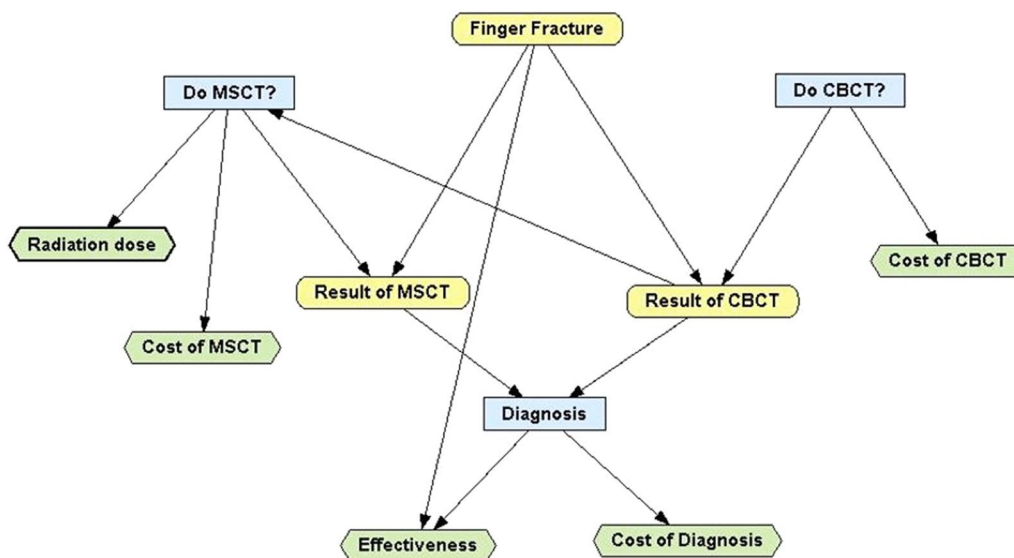 Finger Fracture
Do MSCT?
Do CBCT?
Radiation dose
Cost of CBCT
Result of MSCT
Result of CBCT
Cost of MSCT
Diagnosis
Effectiveness
Cost of Diagnosis